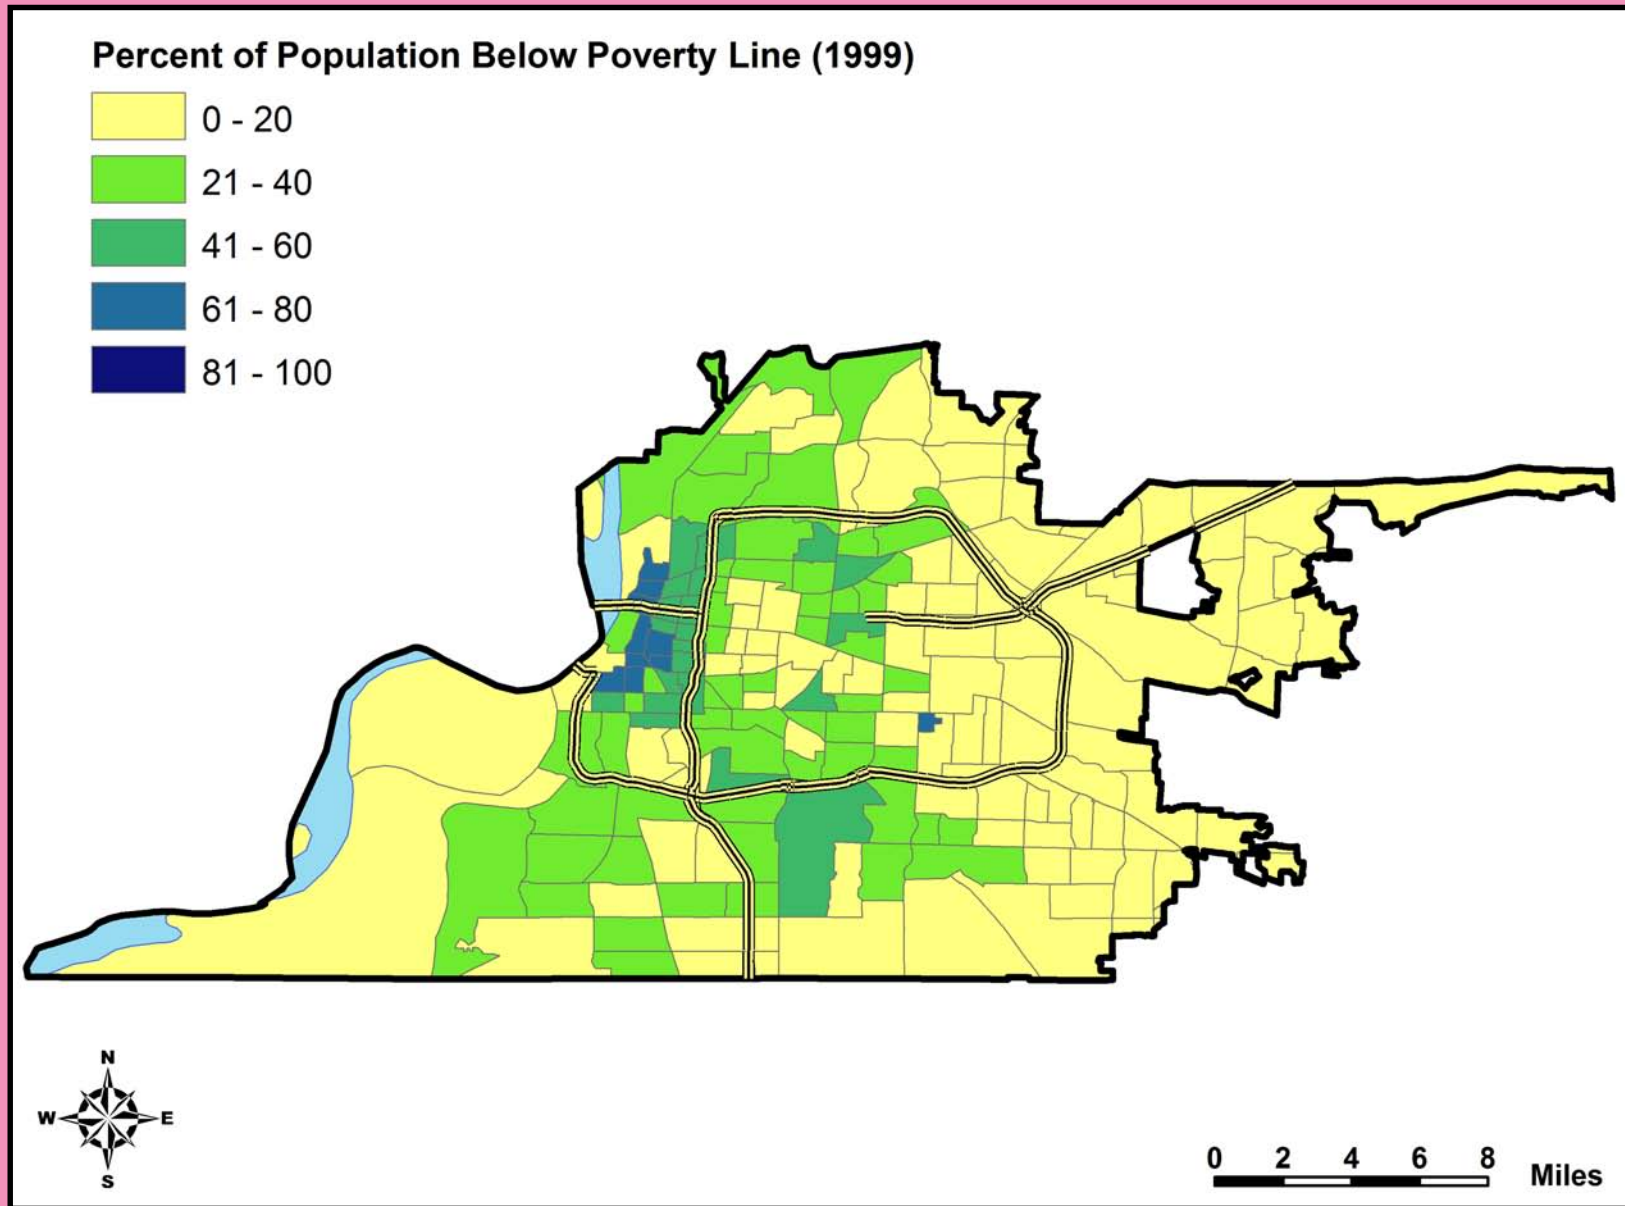 Percent of Population Below Poverty Line (1999)
0 - 20
21 - 40
41 - 60
61 - 80
81 - 100
N
W E
S
0 2 4 6 8 Miles